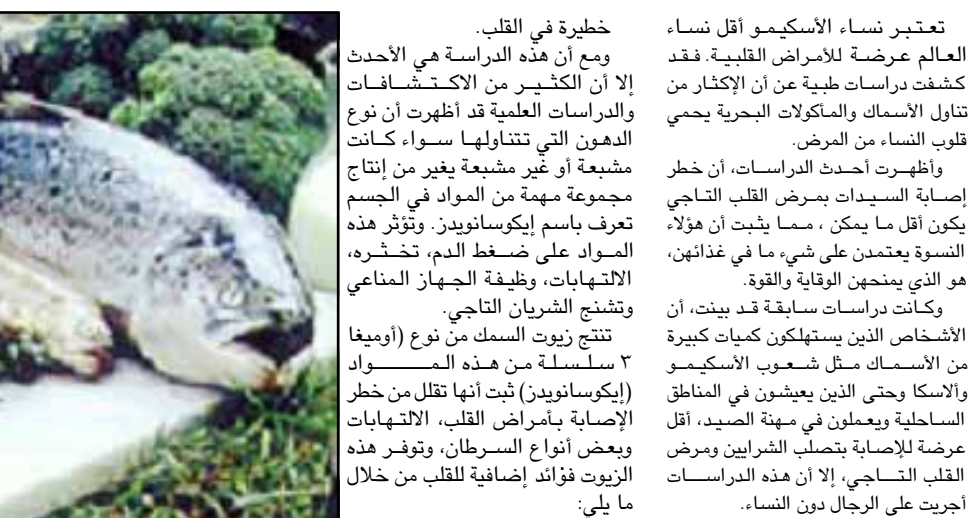 تعتبر نساء الأسكيمو أقل نساء
العالم عرضة للأمراض القلبية. فقد
كشفت دراسات طبية عن أن الإكثار من
تناول الأسماك والمأكولات البحرية يحمي
قلوب النساء من المرض.
وأظهرت أحدث الدراسات، أن خطر
إصابة السيدات بمرض القلب التاجي
يكون أقل ما يمكن ، مما يثبت أن هؤلاء
النسوة يعتمدن على شيء ما في غذائهن،
هو الذي يمنحهن الوقاية والقوة.
وكانت دراسات سابقة قد بينت، أن
الأشخاص الذين يستهلكون كميات كبيرة
من الأسماك مثل شعوب الأسكيمو
وألاسكا وحتى الذين يعيشون في المناطق
الساحلية ويعملون في مهنة الصيد، أقل
عرضة للإصابة بتصلب الشرايين ومرض
القلب التاجي، إلا أن هذه الدراسات
أجريت على الرجال دون النساء.
خطيرة في القلب.
ومع أن هذه الدراسة هي الأحدث
إلا أن الكثير من الاكتشافات
والدراسات العلمية قد أظهرت أن نوع
الدهون التي تتناولها سواء كانت
مشبعة أو غير مشبعة يغير من إنتاج
مجموعة مهمة من المواد في الجسم
تعرف باسم إيكوسانويدز. وتؤثر هذه
المواد على ضغط الدم، تخثره،
الالتهابات، وظيفة الجهاز المناعي
وتشنج الشريان التاجي.
تنتج زيوت السمك من نوع (أوميغا
٣ سلسلة من هذه المواد
(إيكوسانويدز) ثبت أنها تقلل من خطر
الإصابة بأمراض القلب، الالتهابات
وبعض أنواع السرطان، وتوفر هذه
الزيوت فؤائد إضافية للقلب من خلال
ما يلي: